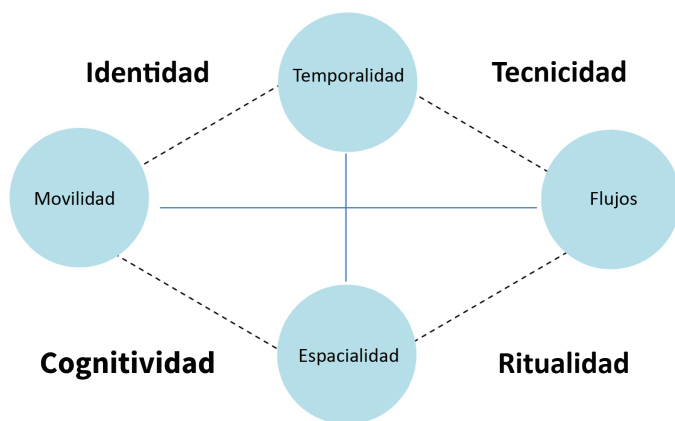 Identidad
Temporalidad
Tecnicidad
Movilidad
Flujos
Cognitividad
Espacialidad
Ritualidad